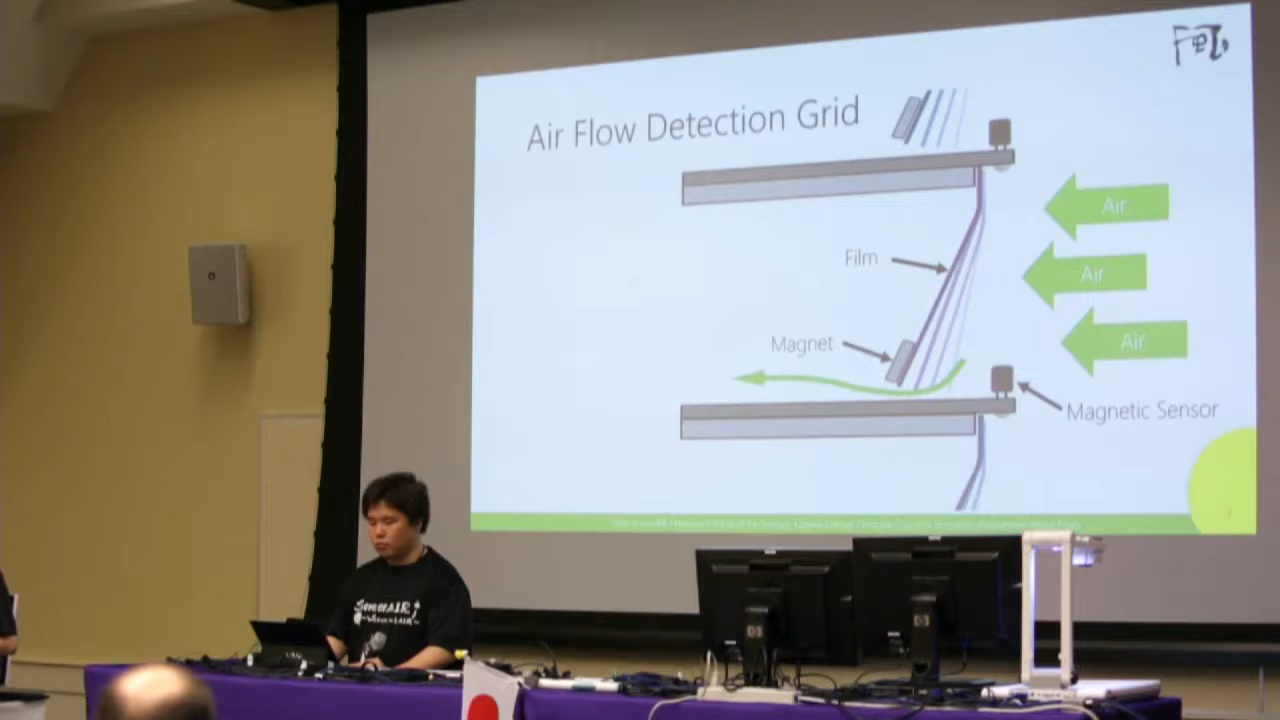 Air Flow Detection Grid
Air
Film
Air
Magnet
Air
Magnetic Sensor